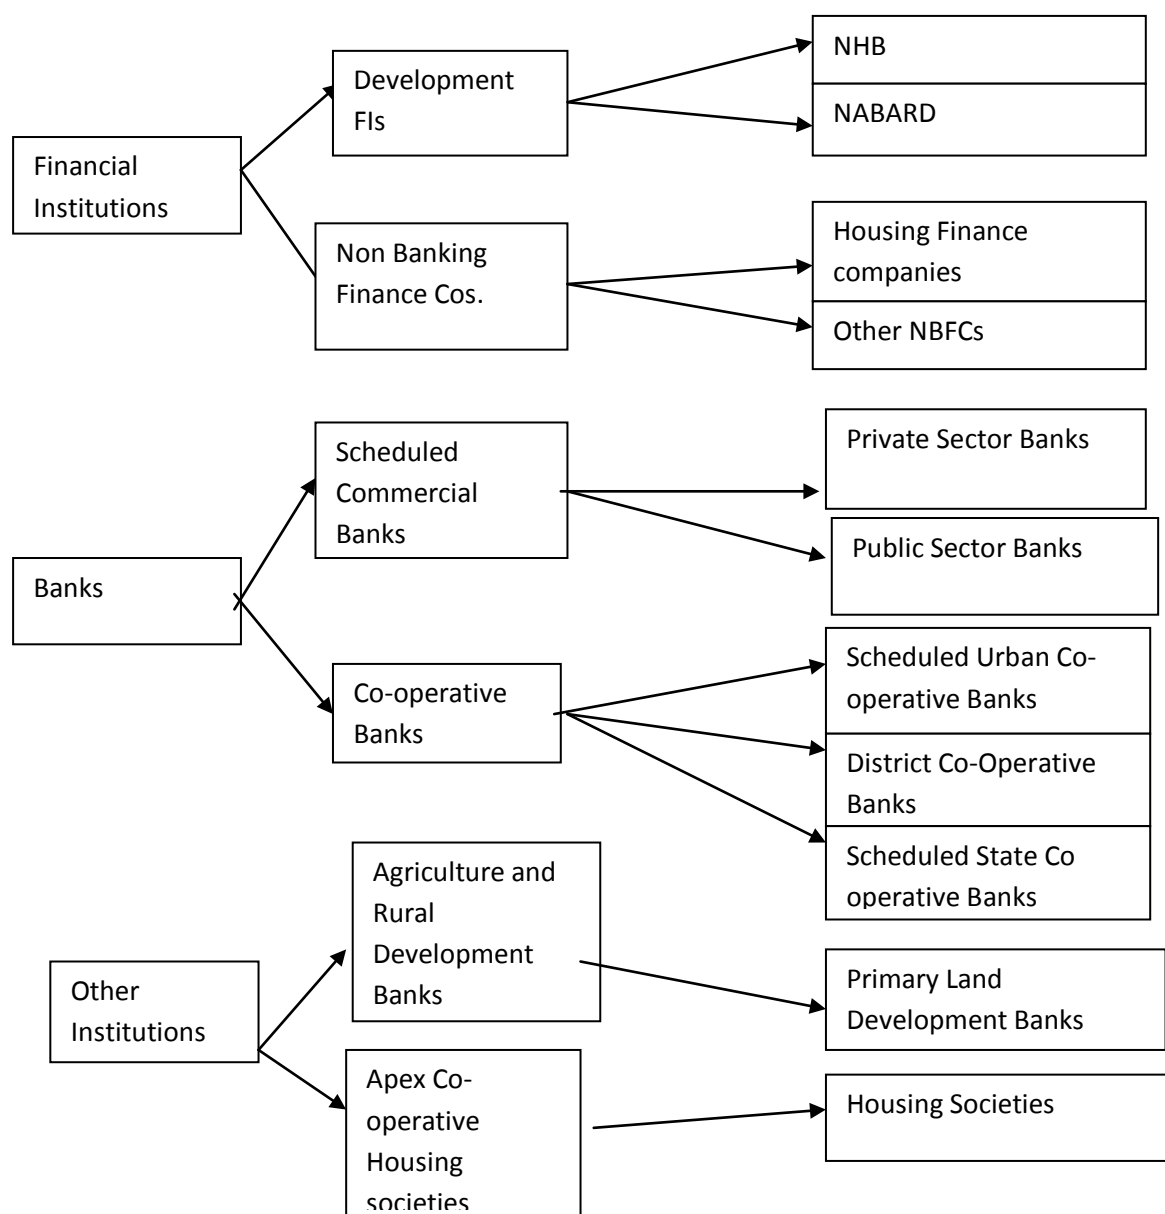 Development
FIs
NHB
NABARD
Financial
Institutions
Non Banking
Finance Cos.
Housing Finance
companies
Other NBFCs
Scheduled
Commercial
Banks
Private Sector Banks
Public Sector Banks
Banks
Co-operative
Banks
Scheduled Urban Co-
operative Banks
District Co-Operative
Banks
Scheduled State Co
operative Banks
Agriculture and
Rural
Development
Banks
Other
Institutions
Primary Land
Development Banks
Apex Co-
operative
Housing
societies
Housing Societies